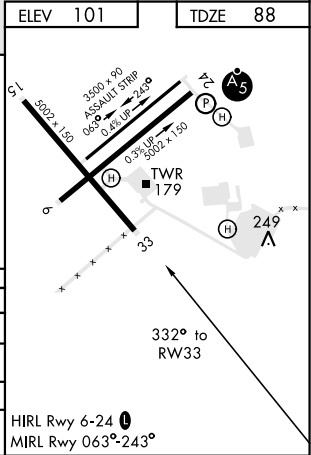 ELEV 101
TDZE 88
3500 x 90
ASSAULT STRIP
063° 243°
0.4% UP
0.3% UP
5002 x 150
15
5002 x 150
24
A5
P
H
H
TWR
179
6
33
H
249
x x
x x x x x x
332° to
RW33
HIRL Rwy 6-24 L
MIRL Rwy 063°-243°